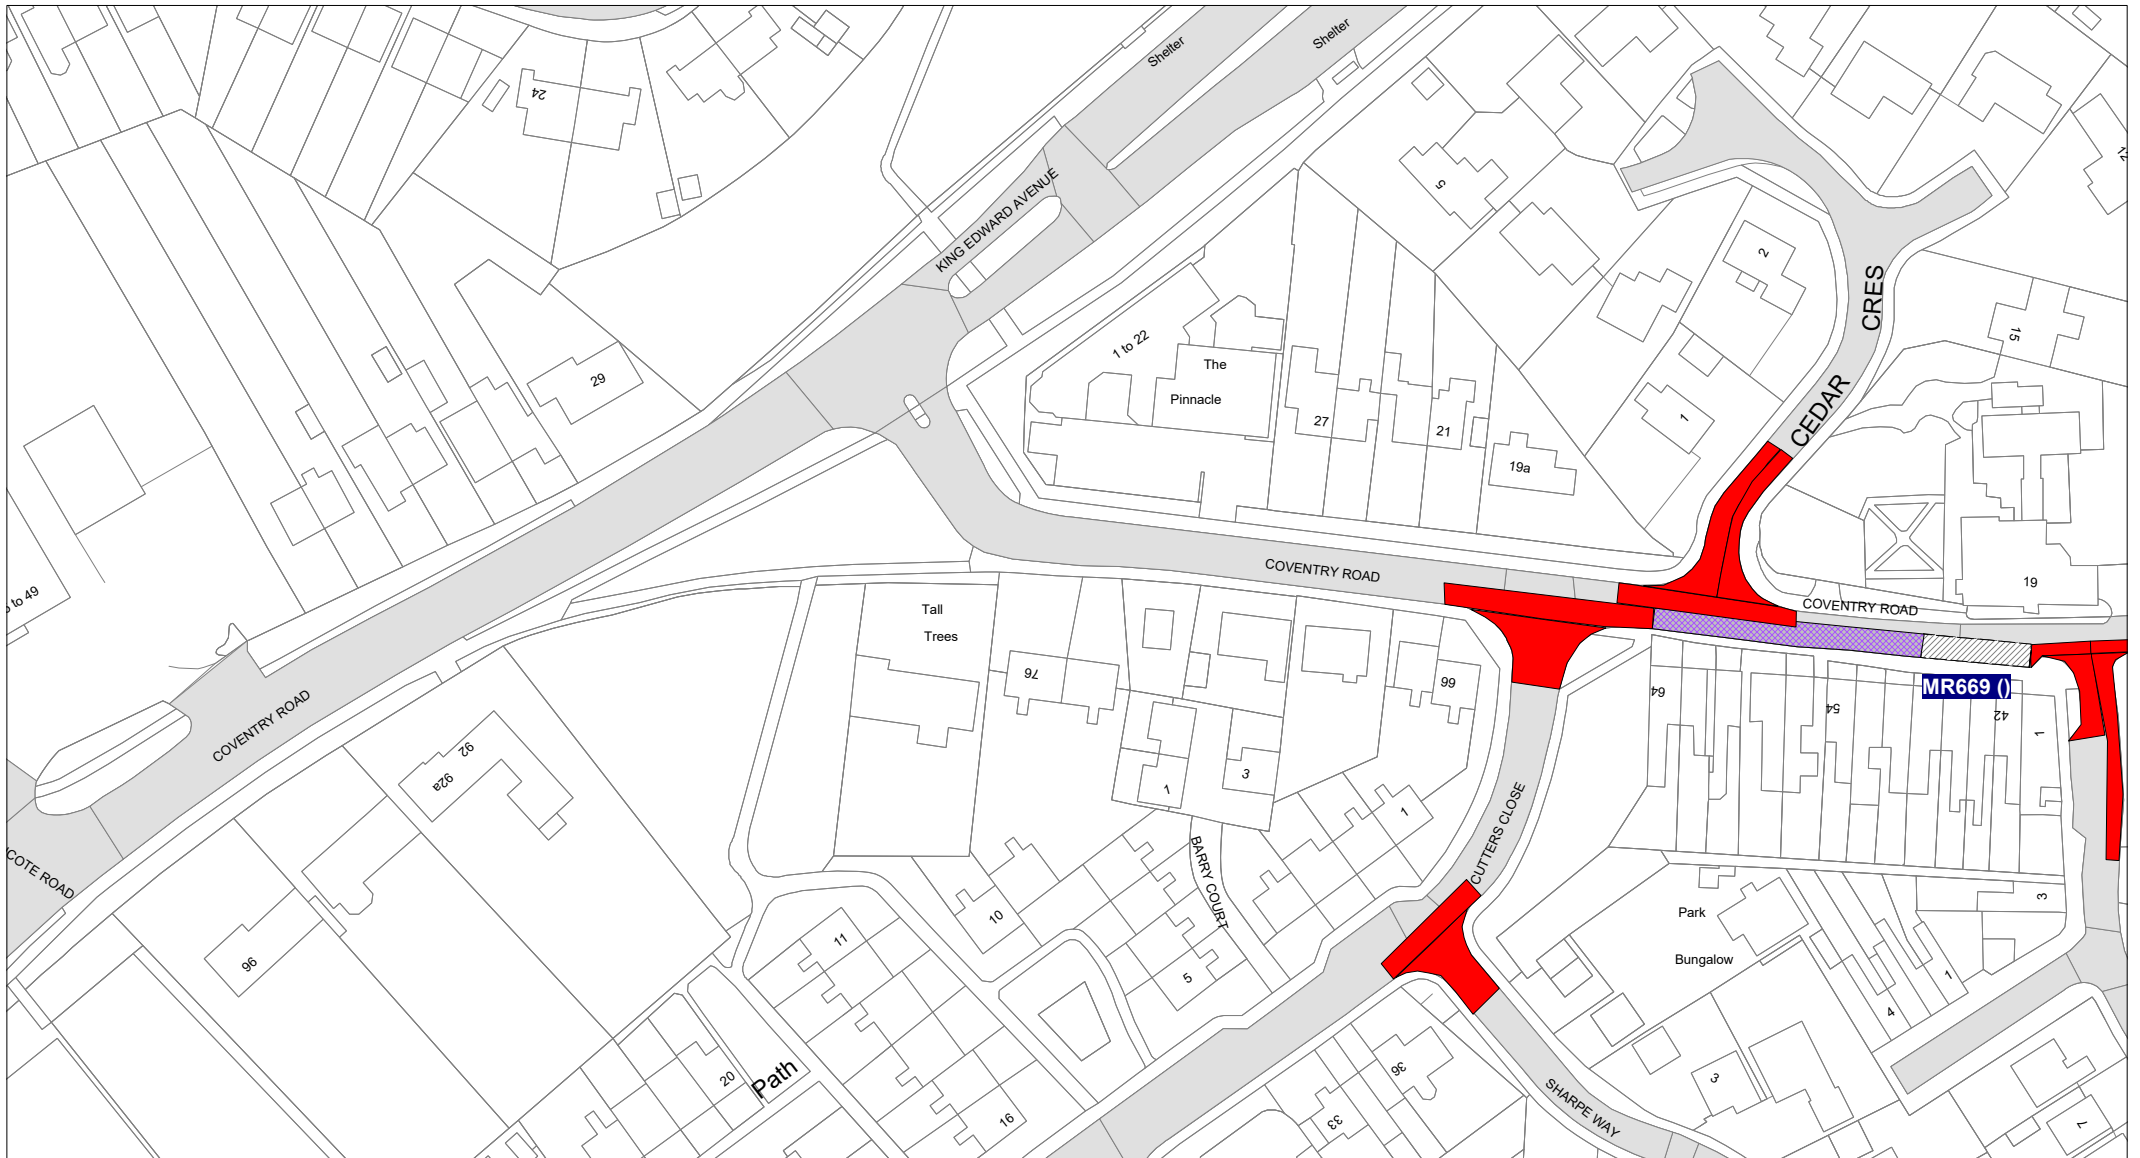 Shelter
Shelter
24
KING EDWARD AVENUE
5
12
2
CEDAR CRES
15
1 to 22
The
Pinnacle
29
27
21
19a
1
19
to 49
COVENTRY ROAD
COVENTRY ROAD
Tall
Trees
76
66
64
54
42
MR669 ()
1
COVENTRY ROAD
92
92a
1
3
1
CUTTERS CLOSE
BARRY COURT
COTE ROAD
10
11
5
96
Park
Bungalow
3
1
4
20
Path
16
36
33
3
7
SHARPE WAY